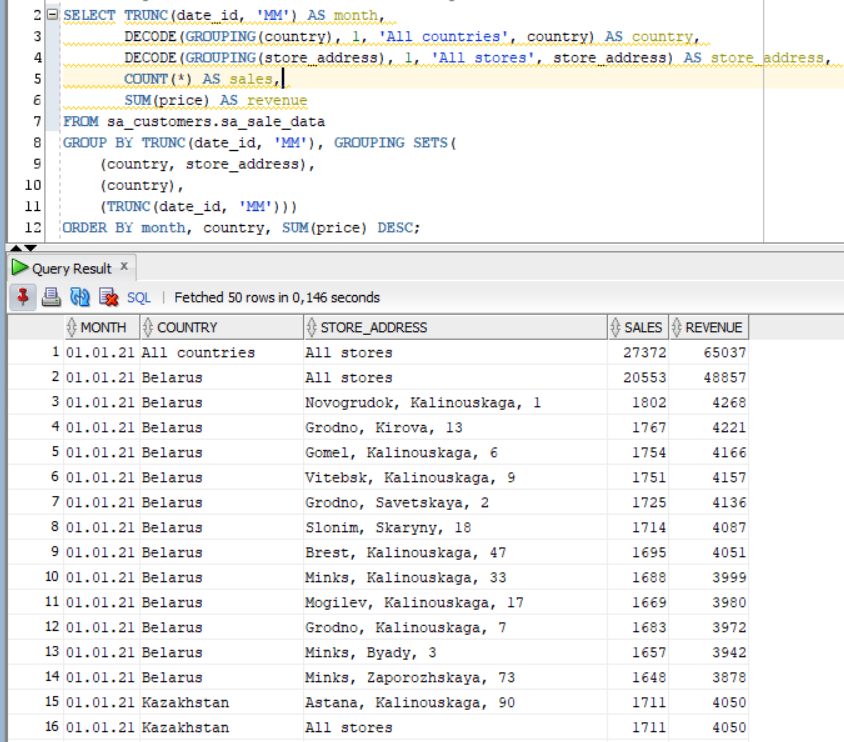 2 SELECT TRUNC(date_id, 'MM') AS month,
3 DECODE(GROUPING(country), 1, 'All countries', country) AS country,
4 DECODE(GROUPING(store_address), 1, 'All stores', store_address) AS store_address,
5 COUNT(*) AS sales,
6 SUM(price) AS revenue
7 FROM sa_customers.sa_sale_data
8 GROUP BY TRUNC(date_id, 'MM'), GROUPING SETS(
9 (country, store_address),
10 (country),
11 (TRUNC(date_id, 'MM')))
12 ORDER BY month, country, SUM(price) DESC;
Query Result x
SQL | Fetched 50 rows in 0,146 seconds
MONTH COUNTRY STORE_ADDRESS SALES REVENUE
1 01.01.21 All countries All stores 27372 65037
2 01.01.21 Belarus All stores 20553 48857
3 01.01.21 Belarus Novogrudok, Kalinouskaga, 1 1802 4268
4 01.01.21 Belarus Grodno, Kirova, 13 1767 4221
5 01.01.21 Belarus Gomel, Kalinouskaga, 6 1754 4166
6 01.01.21 Belarus Vitebsk, Kalinouskaga, 9 1751 4157
7 01.01.21 Belarus Grodno, Savetskaya, 2 1725 4136
8 01.01.21 Belarus Slonim, Skaryny, 18 1714 4087
9 01.01.21 Belarus Brest, Kalinouskaga, 47 1695 4051
10 01.01.21 Belarus Minks, Kalinouskaga, 33 1688 3999
11 01.01.21 Belarus Mogilev, Kalinouskaga, 17 1669 3980
12 01.01.21 Belarus Grodno, Kalinouskaga, 7 1683 3972
13 01.01.21 Belarus Minks, Byady, 3 1657 3942
14 01.01.21 Belarus Minks, Zaporozhskaya, 73 1648 3878
15 01.01.21 Kazakhstan Astana, Kalinouskaga, 90 1711 4050
16 01.01.21 Kazakhstan All stores 1711 4050